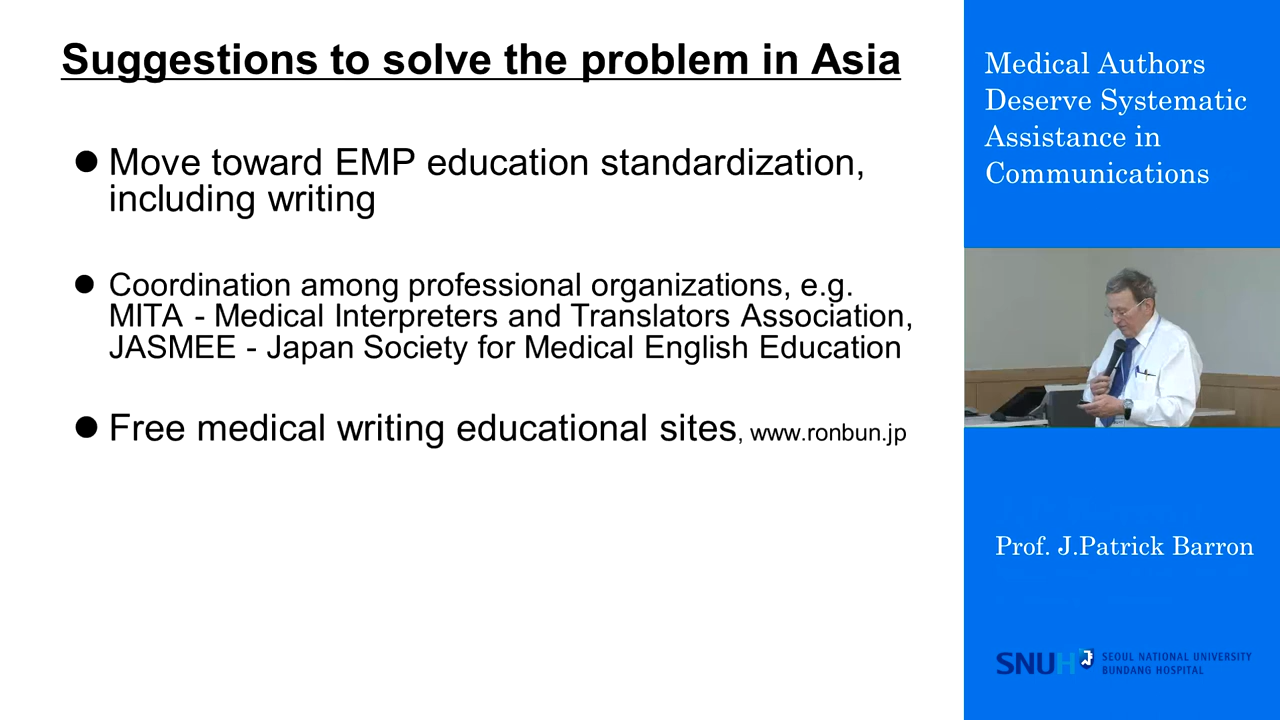 Suggestions to solve the problem in Asia
● Move toward EMP education standardization,
including writing
● Coordination among professional organizations, e.g.
MITA - Medical Interpreters and Translators Association,
JASMEE - Japan Society for Medical English Education
● Free medical writing educational sites, www.ronbun.jp
Medical Authors
Deserve Systematic
Assistance in
Communications
Prof. J.Patrick Barron
SNUH
SEOUL NATIONAL UNIVERSITY
BUNDANG HOSPITAL